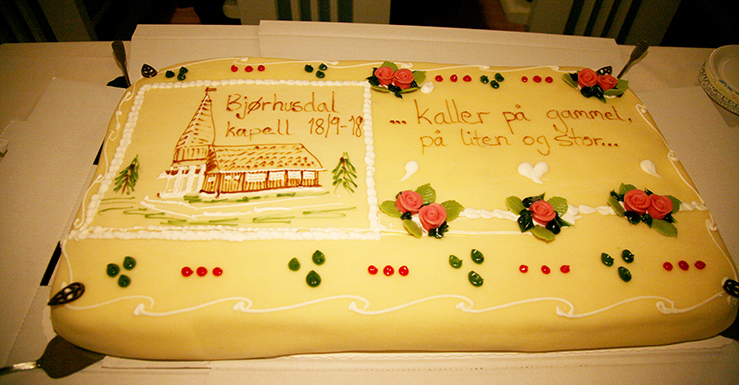 Bjørhusdal
kapell 18/9-18
... kaller på gammel,
på liten og stor...